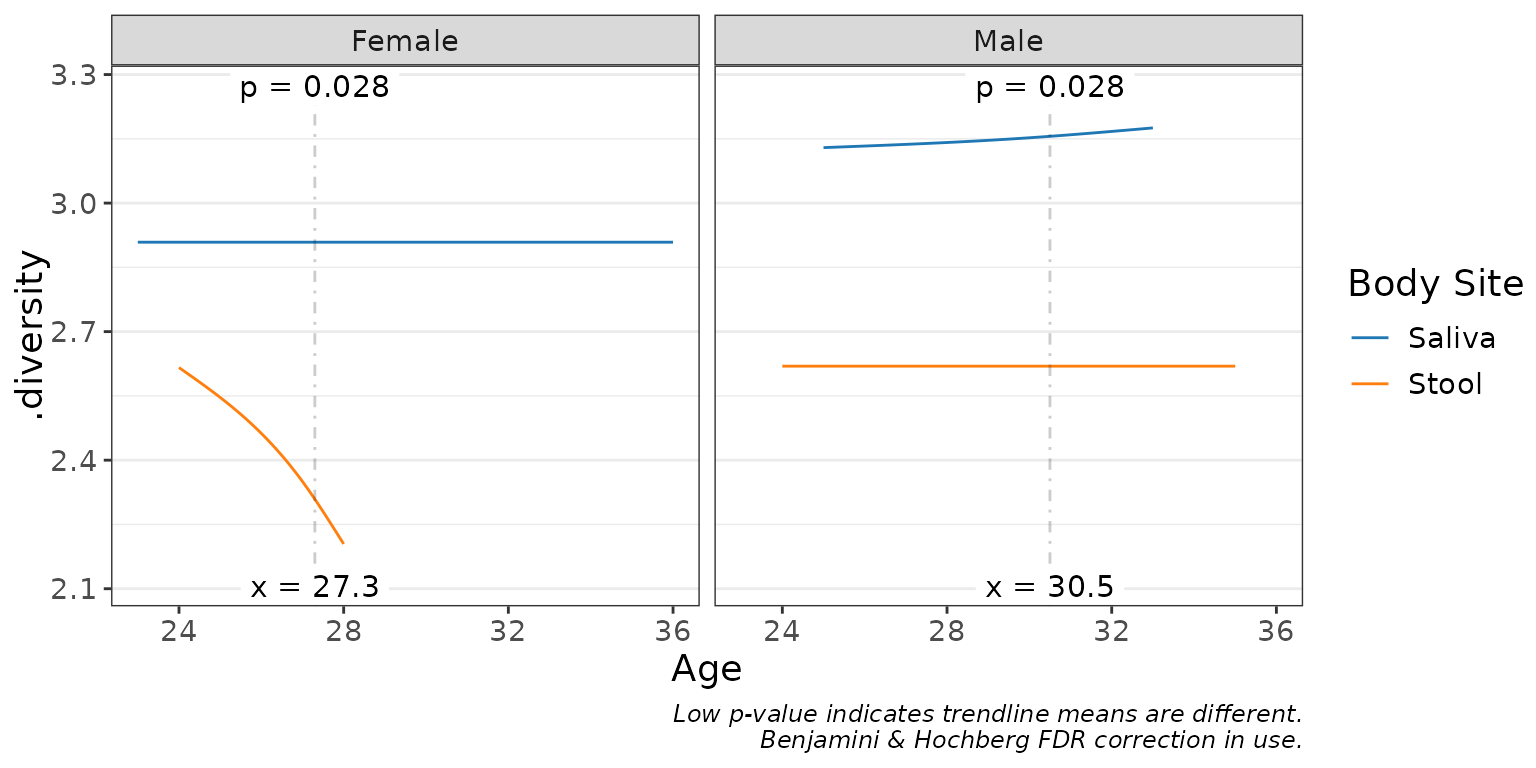 Female
Male
3.3
3.0
2.7
2.4
2.1
.diversity
p = 0.028
x = 27.3
p = 0.028
x = 30.5
24 28 32 36
24 28 32 36
Age
Body Site
Saliva
Stool
Low p-value indicates trendline means are different.
Benjamini & Hochberg FDR correction in use.